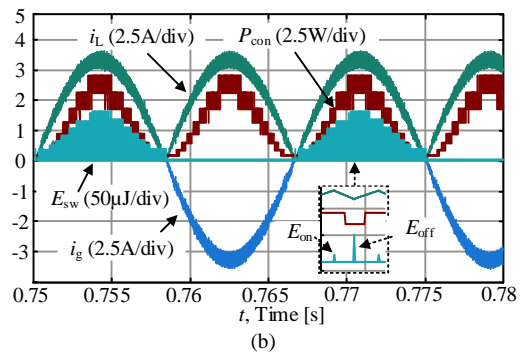 5
4
3
2
1
0
-1
-2
-3
-4
i_L (2.5A/div)
P_con (2.5W/div)
E_sw (50μJ/div)
i_g (2.5A/div)
E_on
E_off
0.75 0.755 0.76 0.765 0.77 0.775 0.78
t, Time [s]
(b)